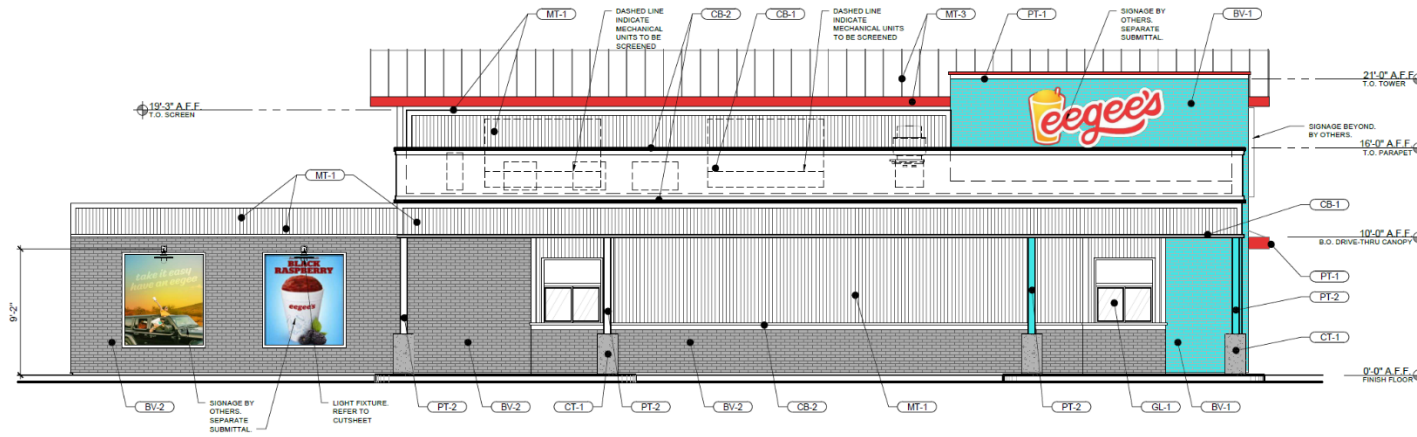 MT-1
DASHED LINE
INDICATE
MECHANICAL
UNITS TO BE
SCREENED
CB-2
CB-1
DASHED LINE
INDICATE
MECHANICAL UNITS
TO BE SCREENED
MT-3
PT-1
SIGNAGE BY
OTHERS.
SEPARATE
SUBMITTAL.
BV-1
21'-0" A.F.F.
T.O. TOWER
19'-3" A.F.F.
T.O. SCREEN
eegee's
SIGNAGE BEYOND.
BY OTHERS.
16'-0" A.F.F.
T.O. PARAPET
MT-1
CB-1
10'-0" A.F.F.
B.O. DRIVE-THRU CANOPY
take it easy
have an eegee
BLACK
RASPBERRY
eegee's
PT-1
PT-2
9'-2"
CT-1
0'-0" A.F.F.
FINISH FLOOR
BV-2
SIGNAGE BY
OTHERS.
SEPARATE
SUBMITTAL.
LIGHT FIXTURE.
REFER TO
CUTSHEET
PT-2
BV-2
CT-1
PT-2
BV-2
CB-2
MT-1
PT-2
GL-1
BV-1